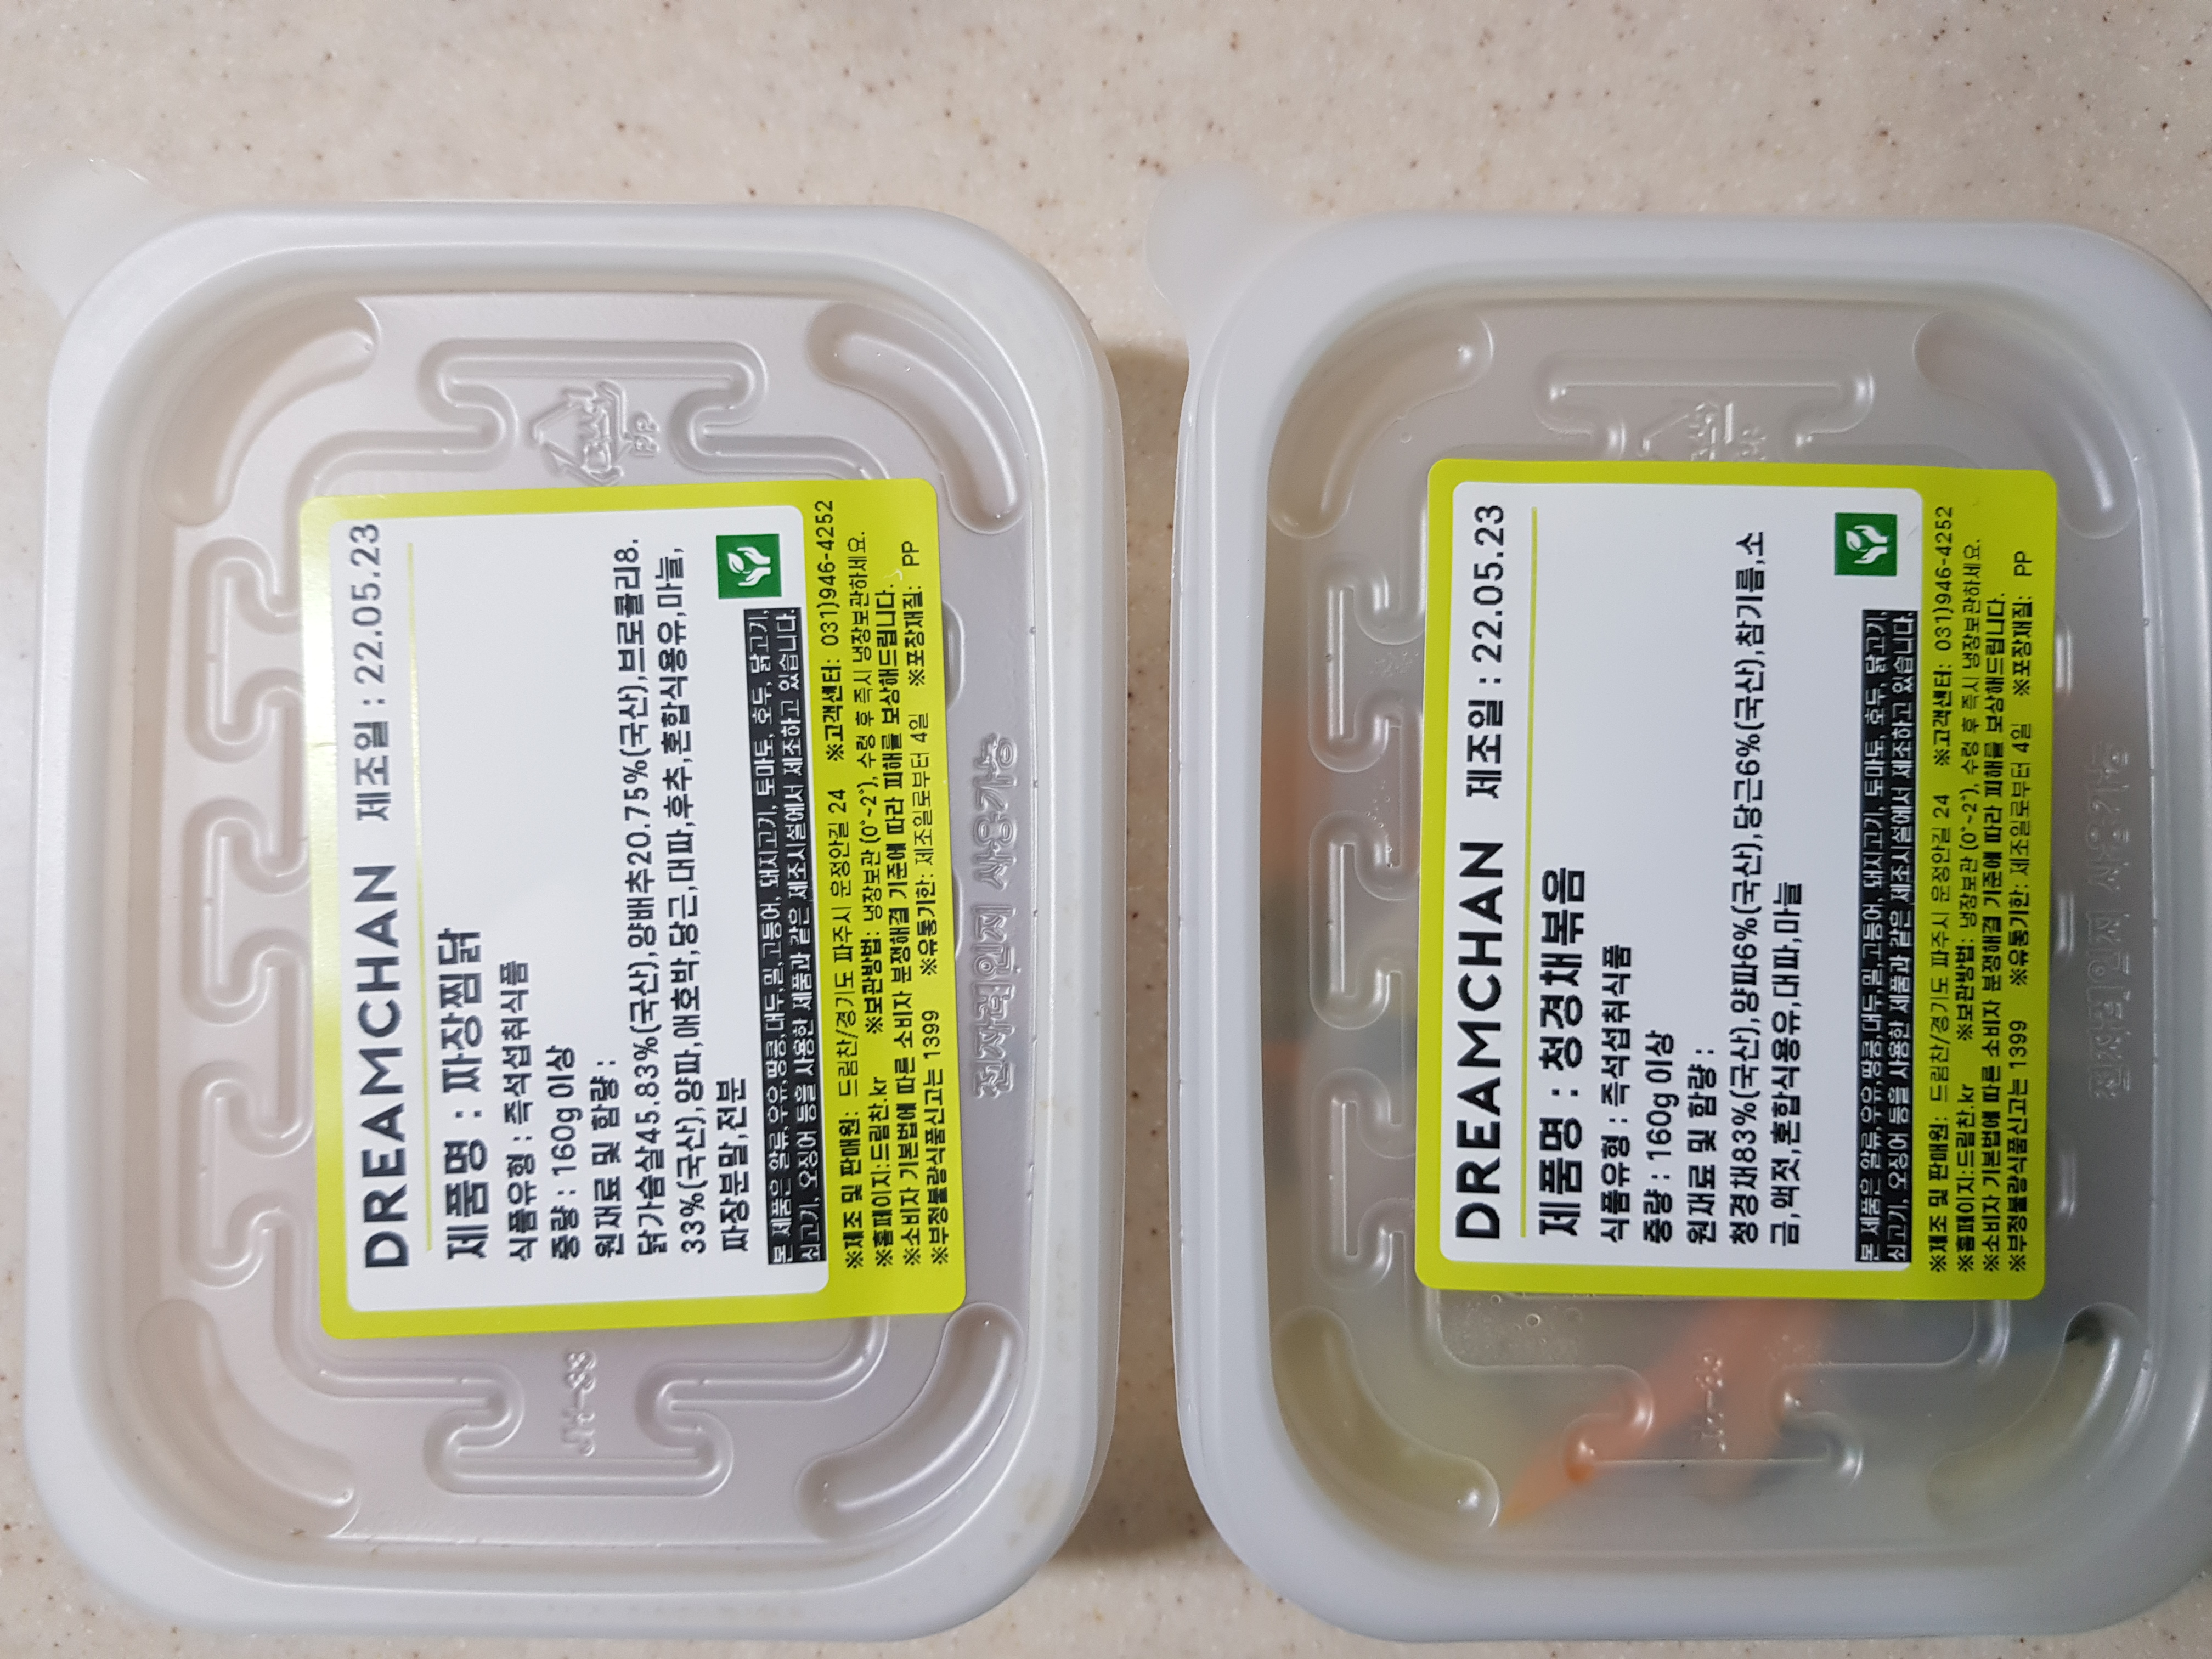 DREAMCHAN 제조일 : 22.05.23
제품명 : 짜장찜닭
식품유형 : 즉석섭취식품
중량 : 160g 이상
원재료 및 함량 :
닭가슴살45.83%(국산),양배추20.75%(국산),브로콜리8.
33%(국산),양파,애호박,당근,대파,후추,혼합식용유,마늘,
짜장분말,전분
본 제품은 알류,우유,땅콩,대두,밀,고등어, 돼지고기, 토마토, 호두, 닭고기,
쇠고기, 오징어 등을 사용한 제품과 같은 제조시설에서 제조하고 있습니다.
※제조 및 판매원: 드림찬/경기도 파주시 운정안길 24 ※고객센터: 031)946-4252
※홈페이지:드림찬.kr ※보관방법: 냉장보관 (0˚~2˚), 수령 후 즉시 냉장보관하세요.
※소비자 기본법에 따른 소비자 분쟁해결 기준에 따라 피해를 보상해드립니다.
※부정불량식품신고는 1399 ※유통기한: 제조일로부터 4일 ※포장재질: PP
PP
전자렌인지 사용가능
JH-33
DREAMCHAN 제조일 : 22.05.23
제품명 : 청경채볶음
식품유형 : 즉석섭취식품
중량 : 160g 이상
원재료 및 함량 :
청경채83%(국산),양파6%(국산),당근6%(국산),참기름,소
금,액젓,혼합식용유,대파,마늘
본 제품은 알류,우유,땅콩,대두,밀,고등어, 돼지고기, 토마토, 호두, 닭고기,
쇠고기, 오징어 등을 사용한 제품과 같은 제조시설에서 제조하고 있습니다.
※제조 및 판매원: 드림찬/경기도 파주시 운정안길 24 ※고객센터: 031)946-4252
※홈페이지:드림찬.kr ※보관방법: 냉장보관 (0˚~2˚), 수령 후 즉시 냉장보관하세요.
※소비자 기본법에 따른 소비자 분쟁해결 기준에 따라 피해를 보상해드립니다.
※부정불량식품신고는 1399 ※유통기한: 제조일로부터 4일 ※포장재질: PP
사용가능
JH-33